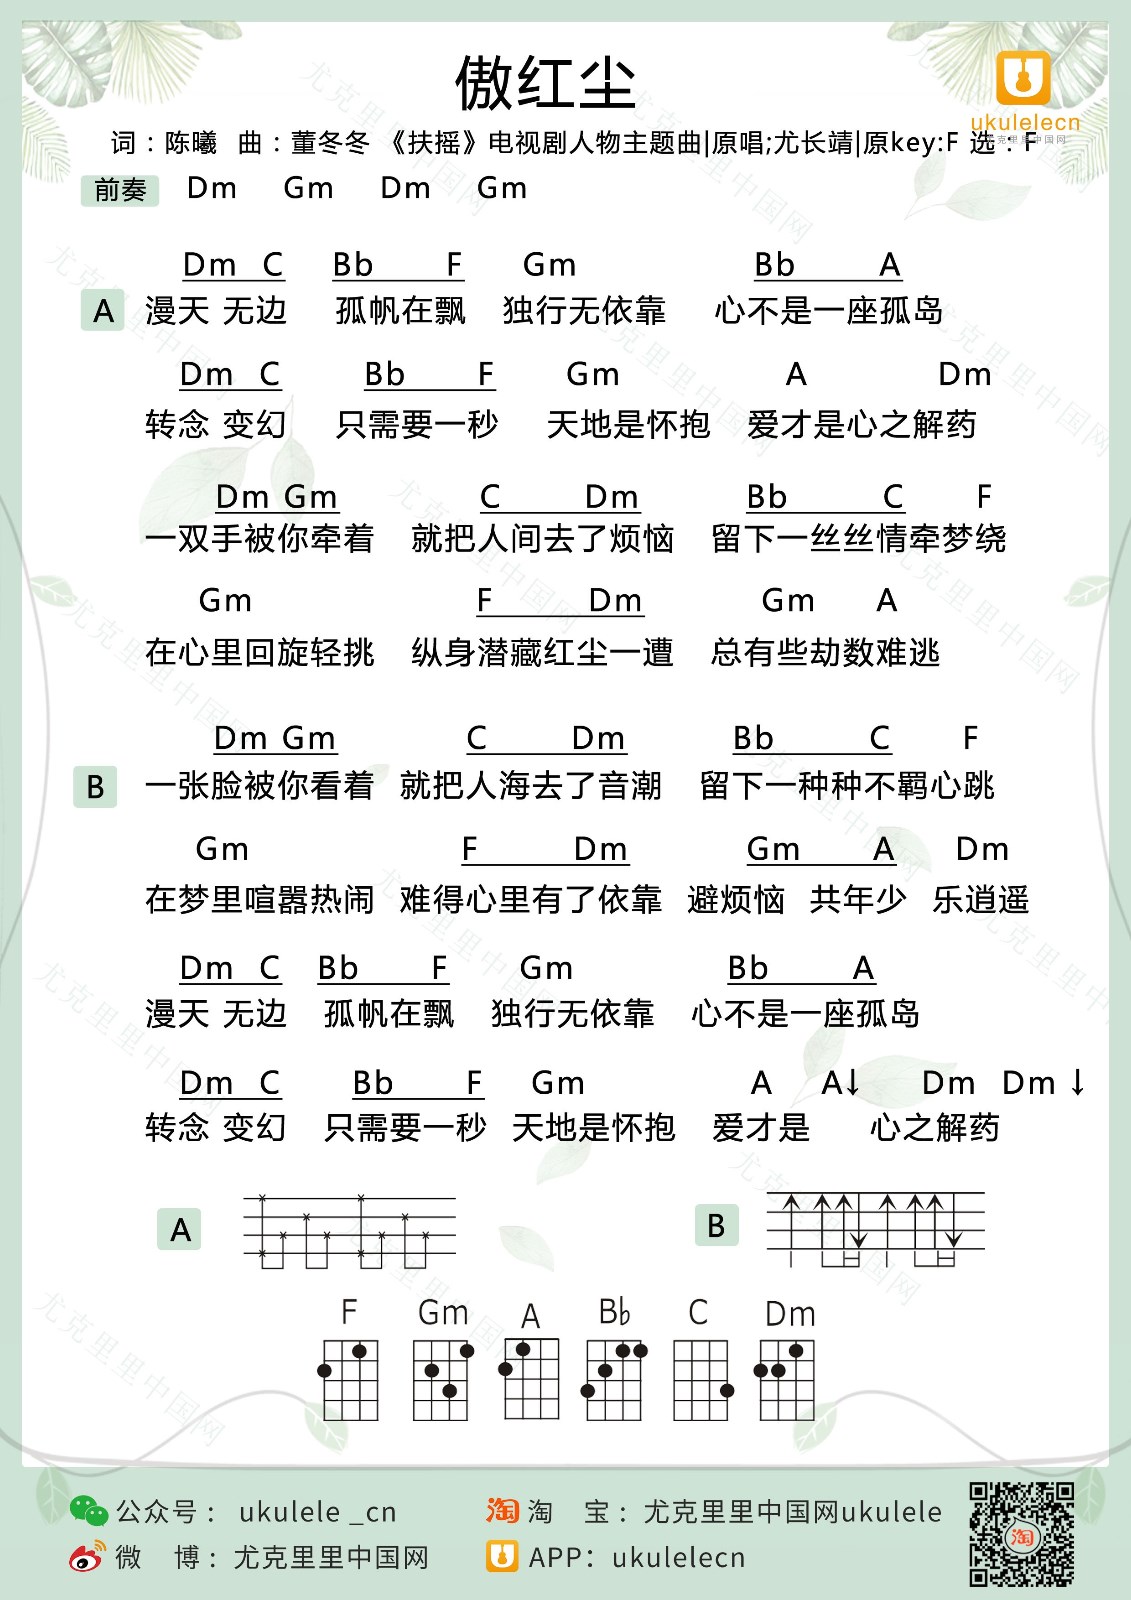 傲红尘
ukulelecn
尤克里里中国网
词：陈曦 曲：董冬冬 《扶摇》电视剧人物主题曲|原唱;尤长靖|原key:F 选：F
前奏 Dm Gm Dm Gm
Dm C Bb F Gm Bb A
A 漫天 无边 孤帆在飘 独行无依靠 心不是一座孤岛
Dm C Bb F Gm A Dm
转念 变幻 只需要一秒 天地是怀抱 爱才是心之解药
Dm Gm C Dm Bb C F
一双手被你牵着 就把人间去了烦恼 留下一丝丝情牵梦绕
Gm F Dm Gm A
在心里回旋轻挑 纵身潜藏红尘一遭 总有些劫数难逃
Dm Gm C Dm Bb C F
B 一张脸被你看着 就把人海去了音潮 留下一种种不羁心跳
Gm F Dm Gm A Dm
在梦里喧嚣热闹 难得心里有了依靠 避烦恼 共年少 乐逍遥
Dm C Bb F Gm Bb A
漫天 无边 孤帆在飘 独行无依靠 心不是一座孤岛
Dm C Bb F Gm A A↓ Dm Dm↓
转念 变幻 只需要一秒 天地是怀抱 爱才是 心之解药
A B
F Gm A Bb C Dm
公众号： ukulele _cn 淘 淘 宝：尤克里里中国网ukulele
微 博：尤克里里中国网 APP：ukulelecn
淘